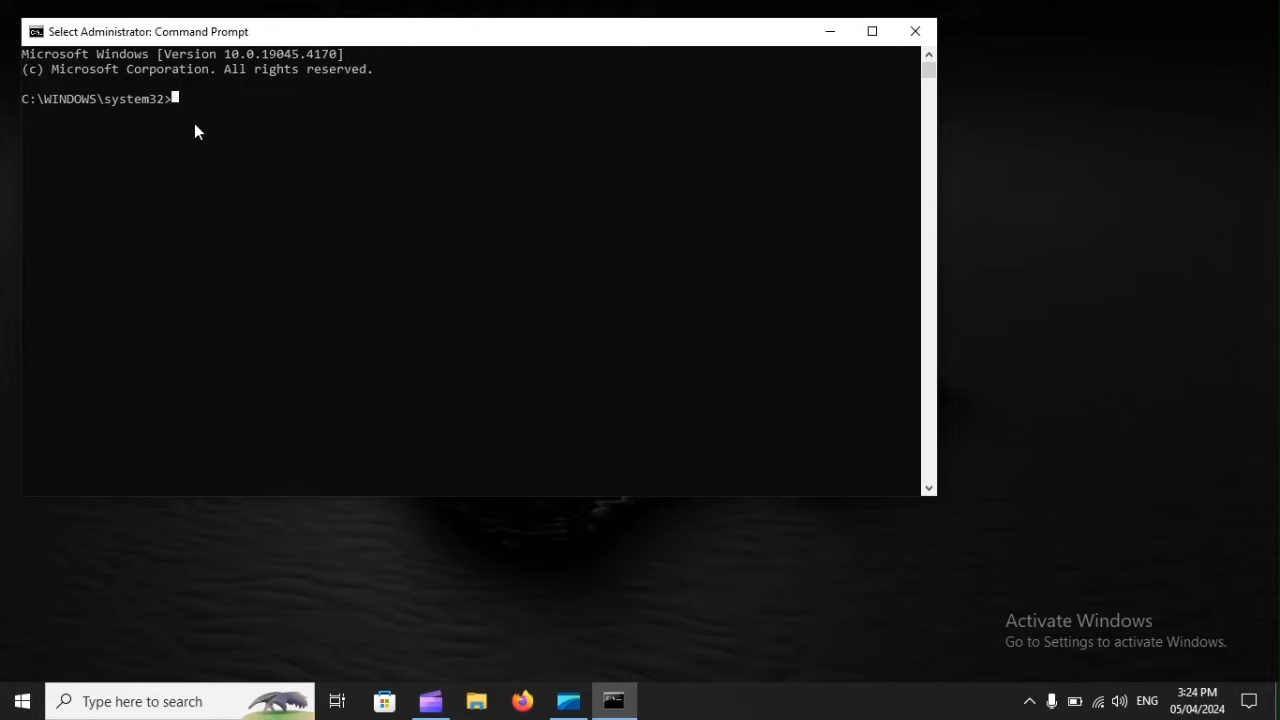 Select Administrator: Command Prompt
Microsoft Windows [Version 10.0.19045.4170]
(c) Microsoft Corporation. All rights reserved.
C:\WINDOWS\system32>
Activate Windows
Go to Settings to activate Windows.
Type here to search
ENG
3:24 PM
05/04/2024